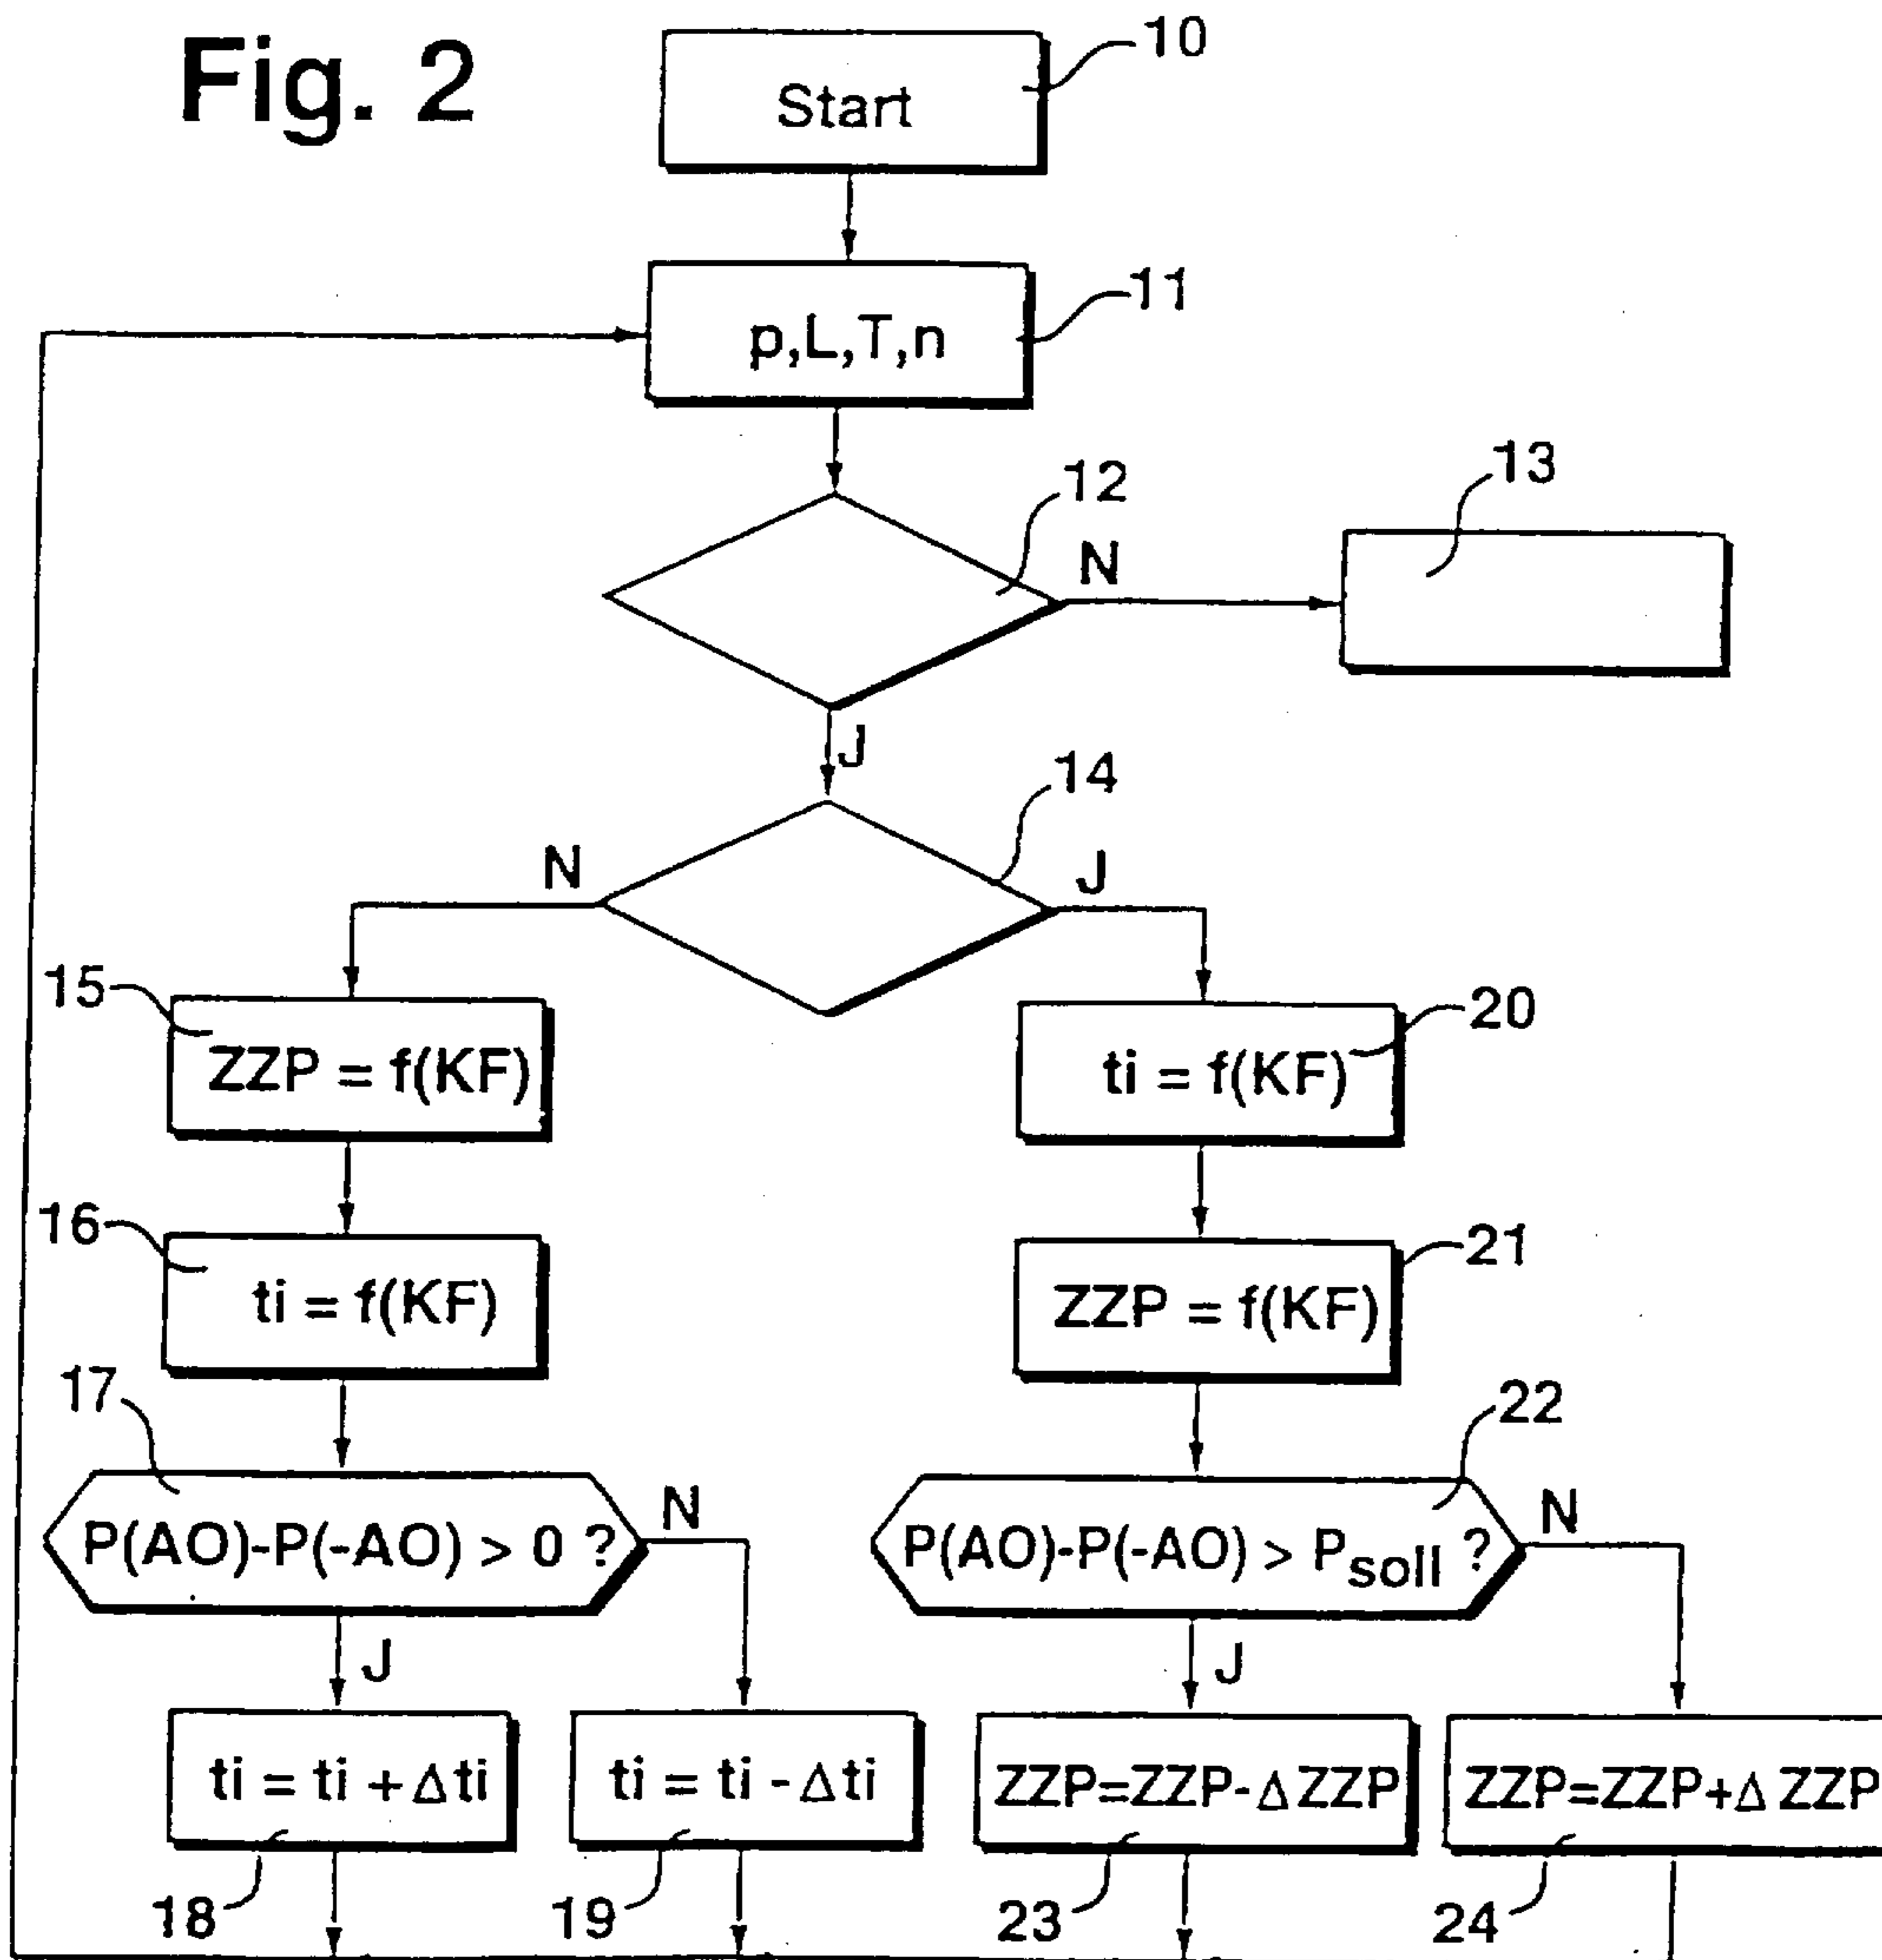 Fig. 2
10
Start
11
p,L,T,n
12
13
N
J
14
N
J
15
ZZP = f(KF)
20
ti = f(KF)
16
ti = f(KF)
21
ZZP = f(KF)
17
P(AO)-P(-AO) > 0 ?
N
22
P(AO)-P(-AO) > Psoll ?
N
J
J
ti = ti + Δti
ti = ti - Δti
ZZP=ZZP-Δ ZZP
ZZP=ZZP+Δ ZZP
18
19
23
24